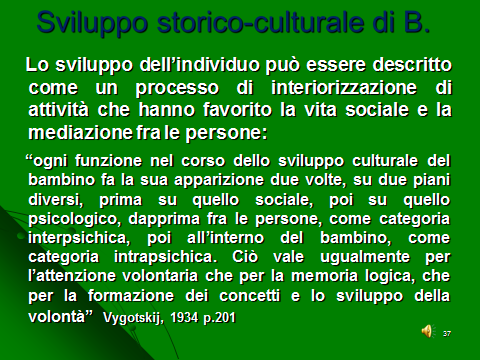 Sviluppo storico-culturale di B.
Lo sviluppo dell’individuo può essere descritto
come un processo di interiorizzazione di
attività che hanno favorito la vita sociale e la
mediazione fra le persone:
“ogni funzione nel corso dello sviluppo culturale del
bambino fa la sua apparizione due volte, su due piani
diversi, prima su quello sociale, poi su quello
psicologico, dapprima fra le persone, come categoria
interpsichica, poi all’interno del bambino, come
categoria intrapsichica. Ciò vale ugualmente per
l’attenzione volontaria che per la memoria logica, che
per la formazione dei concetti e lo sviluppo della
volontà” Vygotskij, 1934 p.201
37